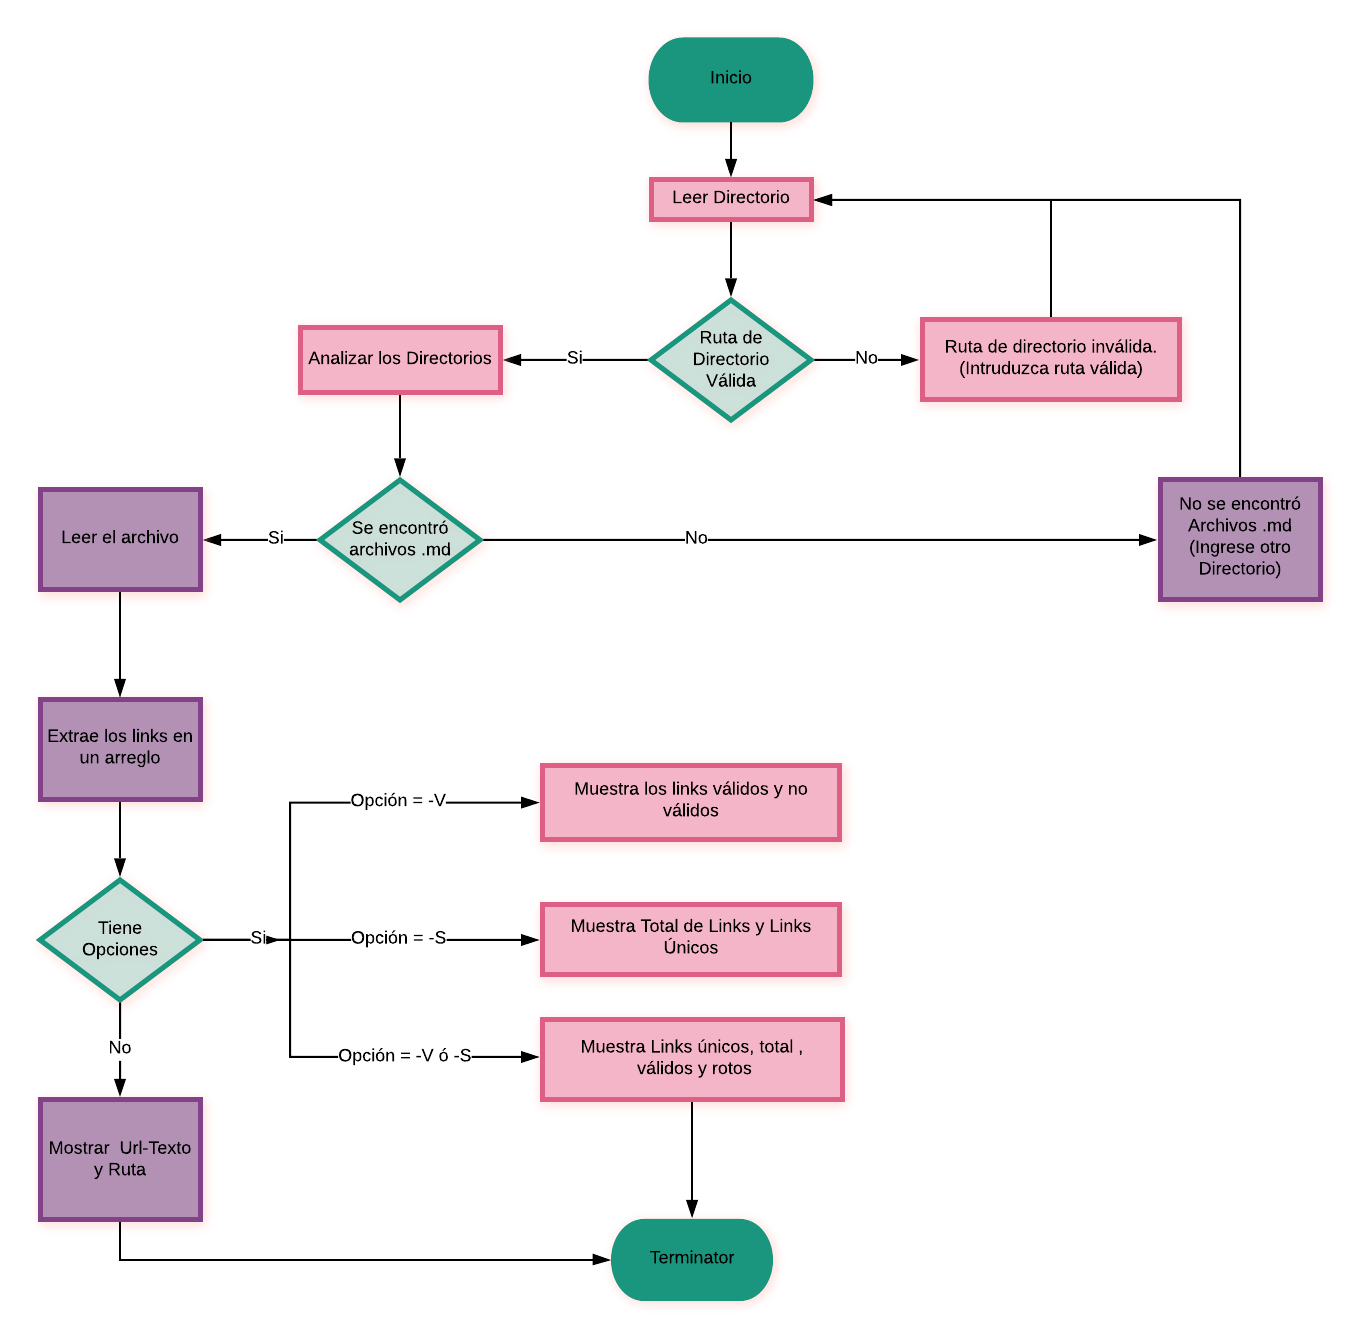 Inicio
Leer Directorio
Ruta de
Directorio
Válida
Si
No
Analizar los Directorios
Ruta de directorio inválida.
(Intruduzca ruta válida)
Se encontró
archivos .md
Si
No
Leer el archivo
No se encontró
Archivos .md
(Ingrese otro
Directorio)
Extrae los links en
un arreglo
Tiene
Opciones
Si
Opción = -V
Muestra los links válidos y no
válidos
Opción = -S
Muestra Total de Links y Links
Únicos
Opción = -V ó -S
Muestra Links únicos, total ,
válidos y rotos
No
Mostrar  Url-Texto
y Ruta
Terminator